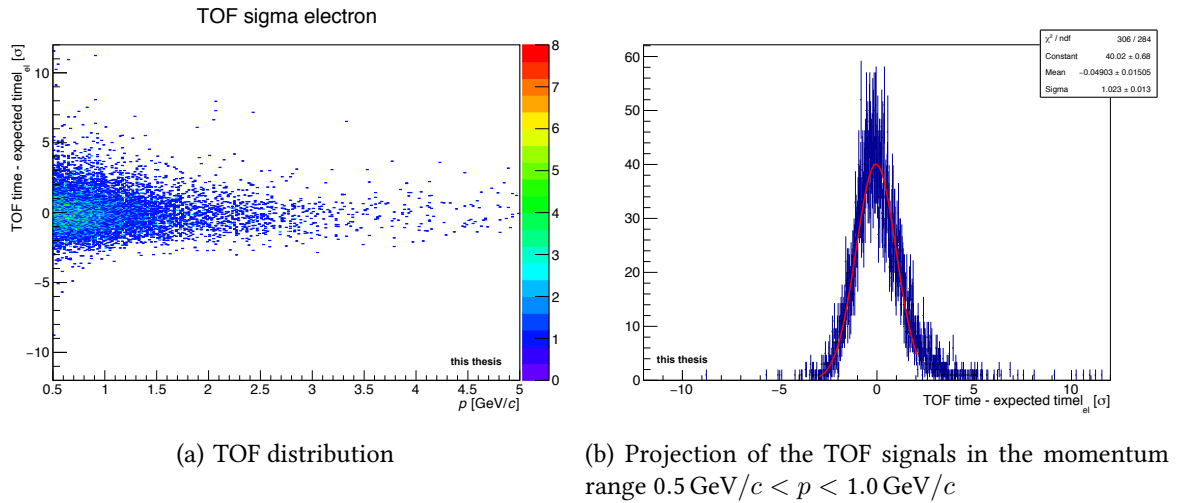 TOF sigma electron
TOF time - expected time|el [σ]
10
5
0
−5
−10
this thesis
0.5 1 1.5 2 2.5 3 3.5 4 4.5 5
p [GeV/c]
8
7
6
5
4
3
2
1
0
(a) TOF distribution
χ² / ndf 306 / 284
Constant 40.02 ± 0.68
Mean −0.04903 ± 0.01505
Sigma 1.023 ± 0.013
60
50
40
30
20
10
0
this thesis
−10 −5 0 5 10
TOF time - expected time|el [σ]
(b) Projection of the TOF signals in the momentum
range 0.5 GeV/c < p < 1.0 GeV/c